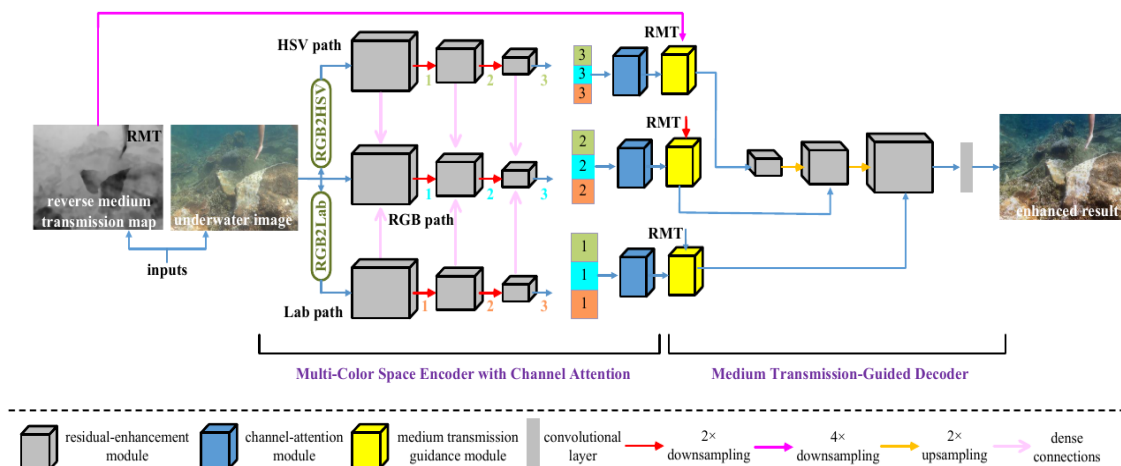 HSV path
RMT
3
3
3
1
2
3
RGB2HSV
RMT
reverse medium
transmission map
underwater image
RMT
2
2
2
1
2
3
RGB path
enhanced result
inputs
RGB2Lab
RMT
1
1
1
Lab path
1
2
3
Multi-Color Space Encoder with Channel Attention
Medium Transmission-Guided Decoder
residual-enhancement
module
channel-attention
module
medium transmission
guidance module
convolutional
layer
2×
downsampling
4×
downsampling
2×
upsampling
dense
connections